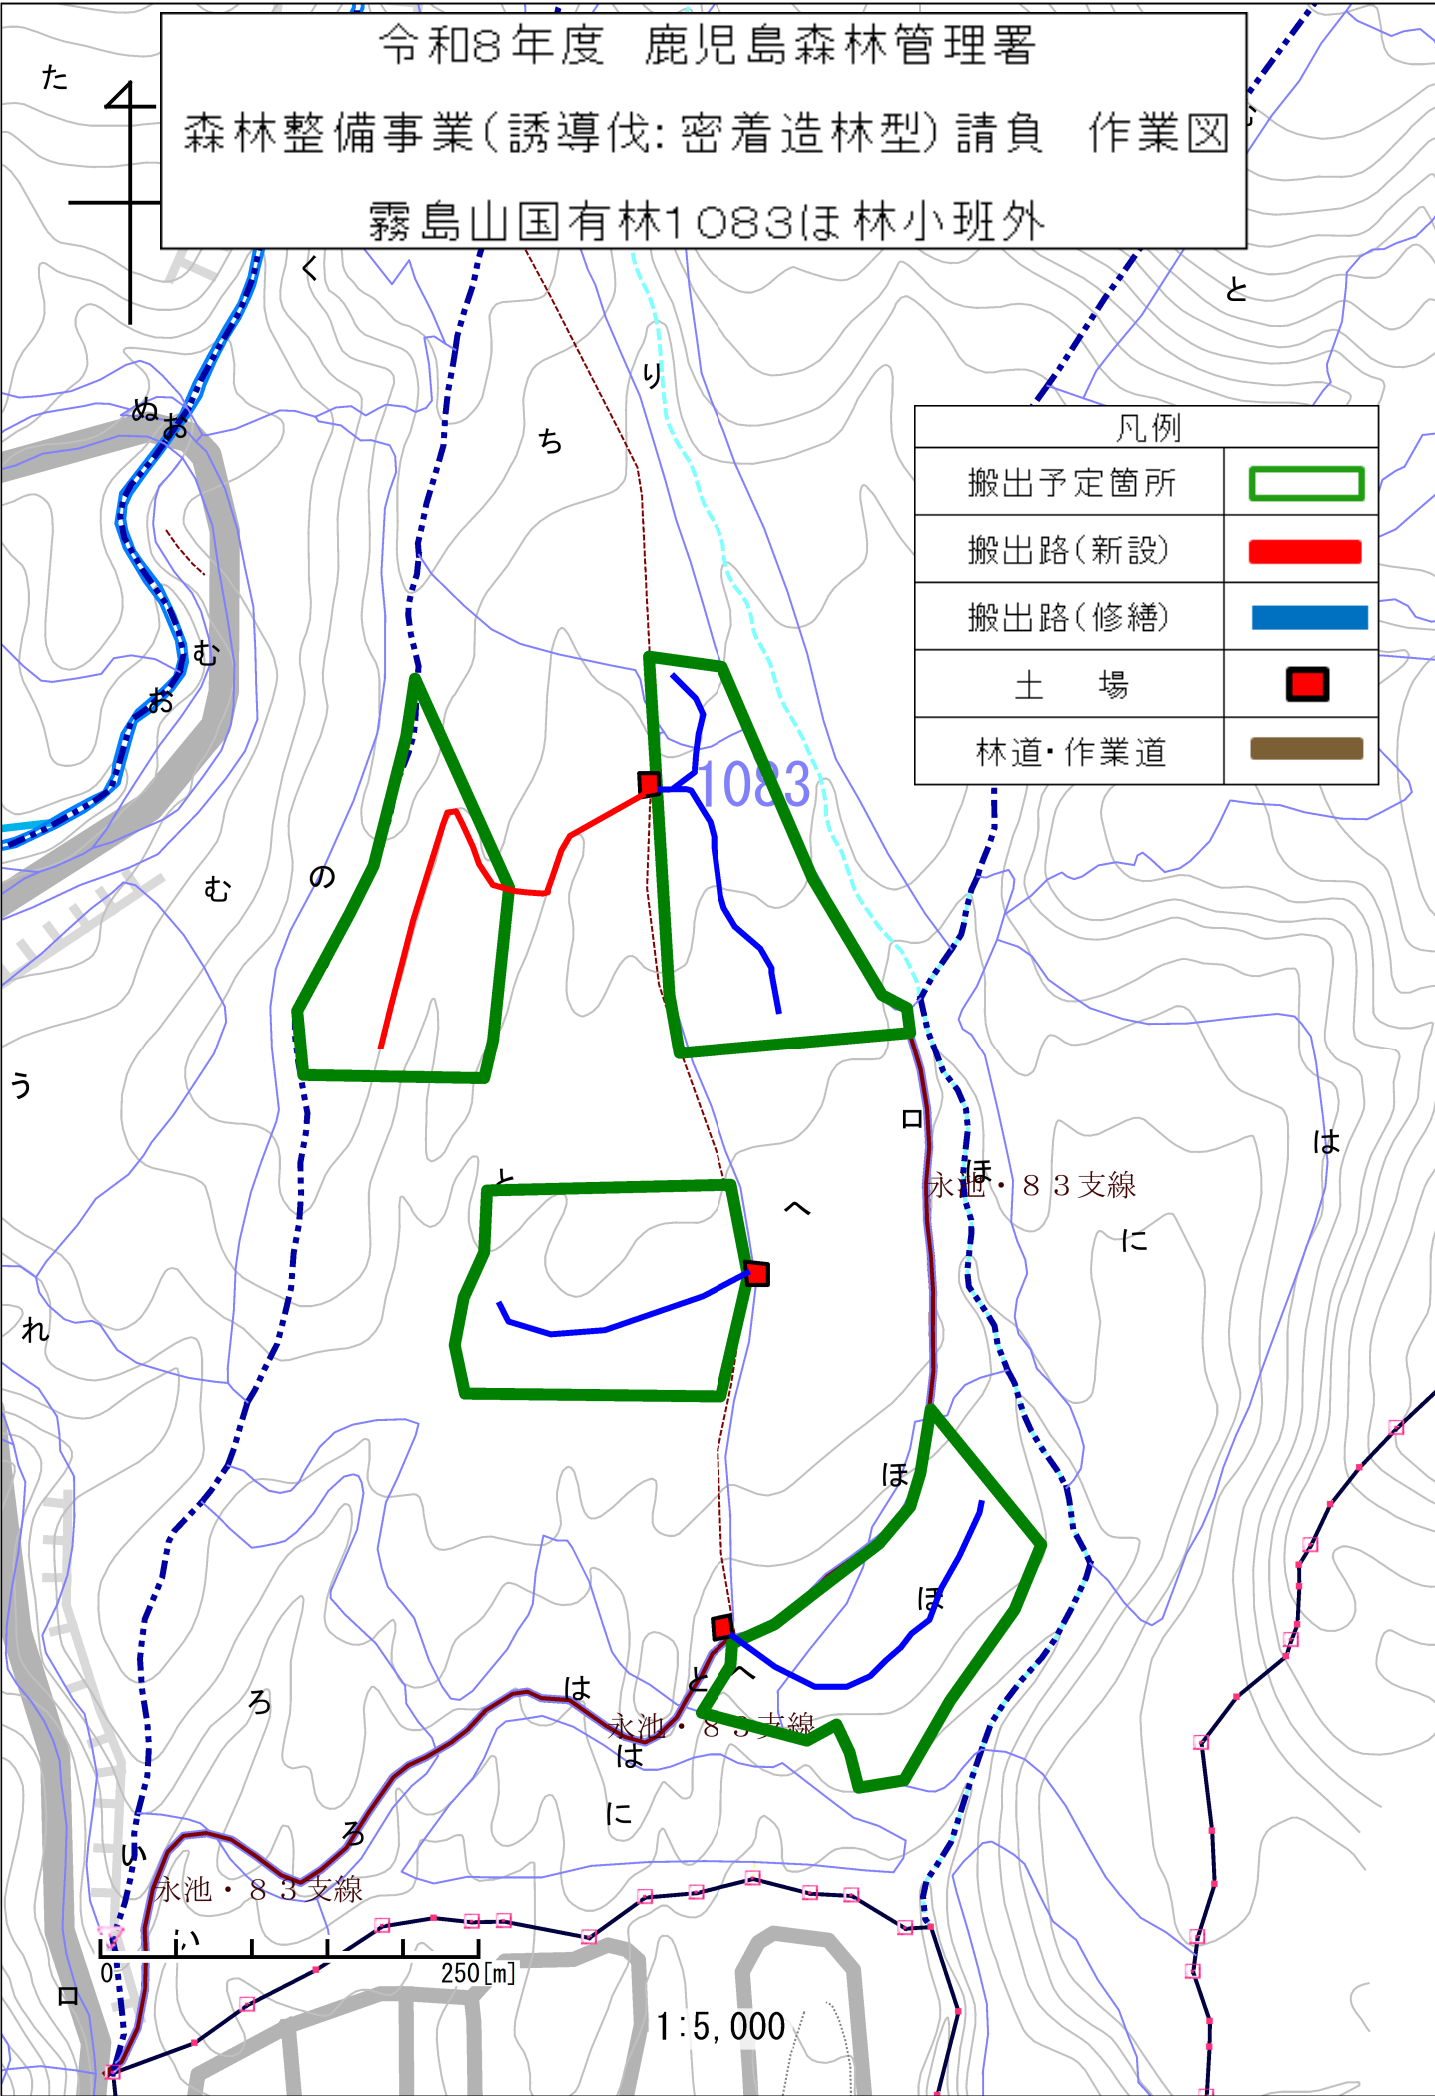 令和8年度　鹿児島森林管理署
森林整備事業(誘導伐:密着造林型)請負　作業図
霧島山国有林1083ほ林小班外
た
く
と
り
ち
ぬ
お
凡例
搬出予定箇所
搬出路(新設)
搬出路(修繕)
土　場
林道・作業道
む
お
1083
む
の
う
ロ
は
と
ほ
永池・83支線
へ
に
れ
ほ
ほ
と
へ
は
ろ
永池・83支線
は
に
ろ
い
永池・83支線
い
0
250[m]
ロ
1:5,000